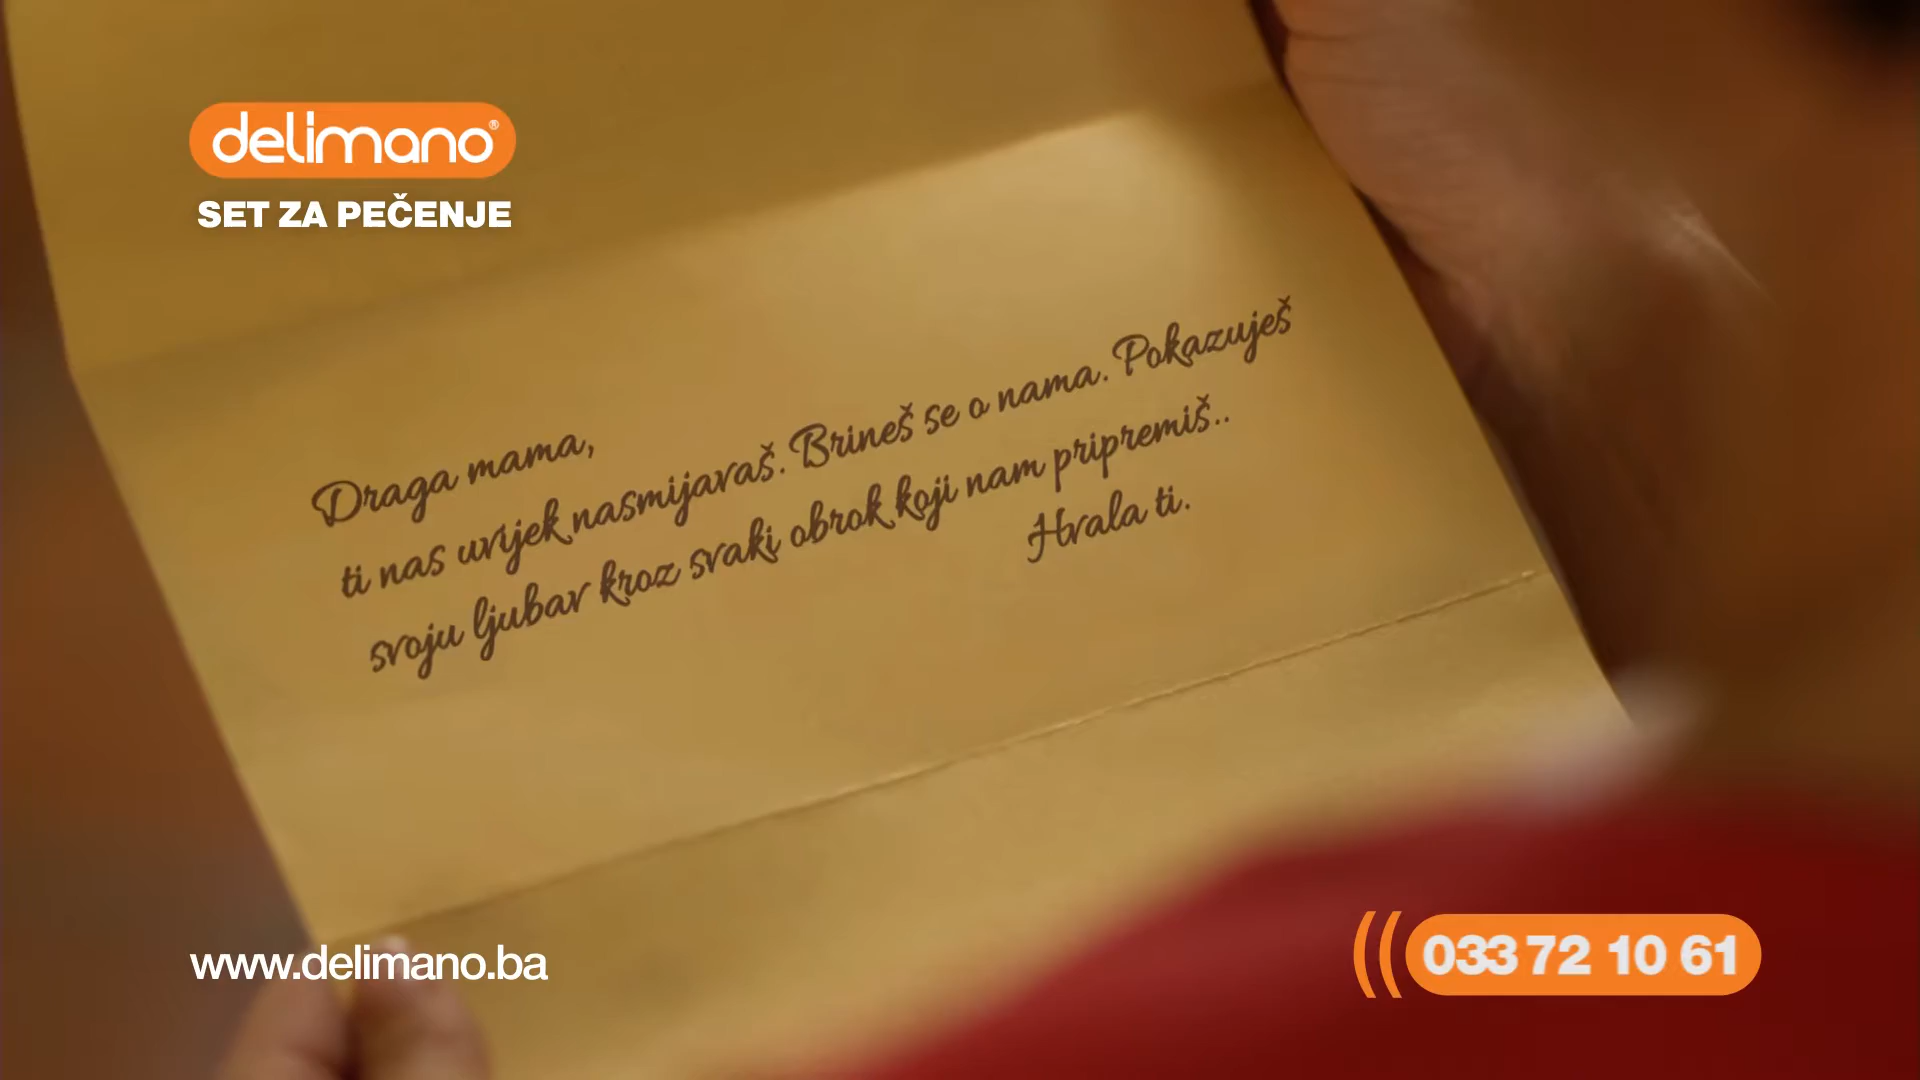 delimano®
SET ZA PEČENJE
Draga mama,
ti nas uvijek nasmijavaš. Brineš se o nama. Pokazuješ
svoju ljubav kroz svaki obrok koji nam pripremiš..
Hvala ti.
www.delimano.ba
033 72 10 61